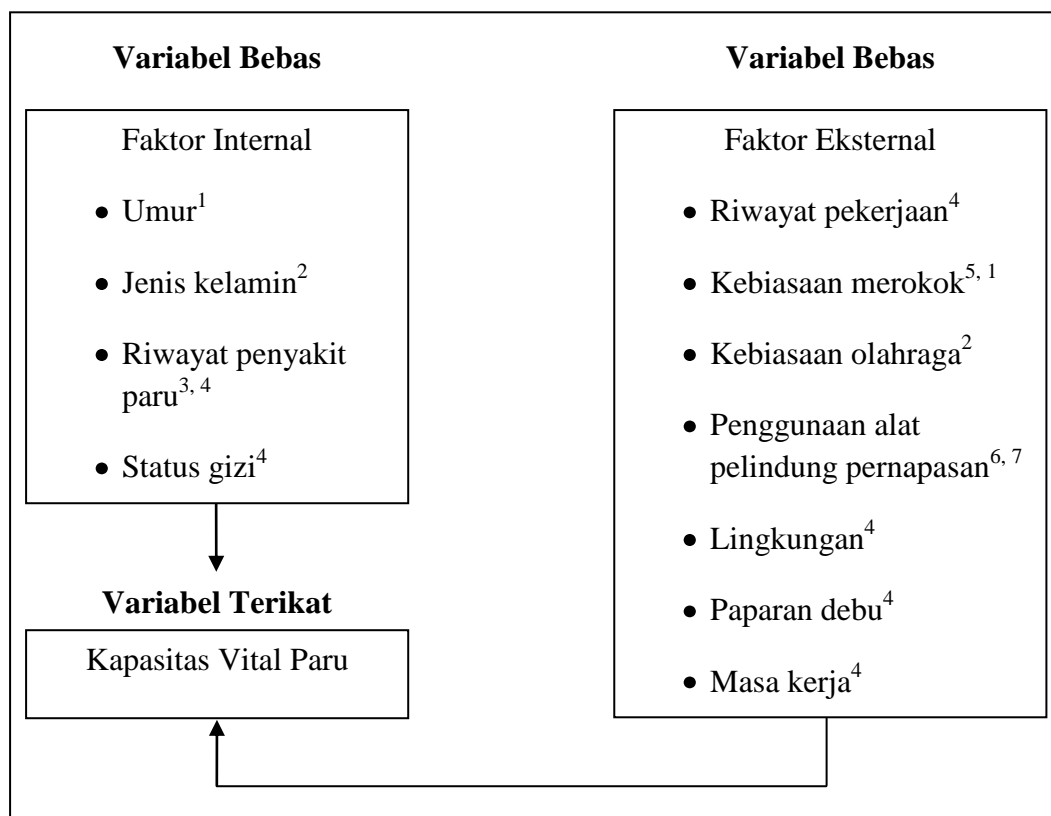 Variabel Bebas
Faktor Internal
• Umur¹
• Jenis kelamin²
• Riwayat penyakit
paru³, ⁴
• Status gizi⁴
Variabel Terikat
Kapasitas Vital Paru
Variabel Bebas
Faktor Eksternal
• Riwayat pekerjaan⁴
• Kebiasaan merokok⁵, ¹
• Kebiasaan olahraga²
• Penggunaan alat
pelindung pernapasan⁶, ⁷
• Lingkungan⁴
• Paparan debu⁴
• Masa kerja⁴